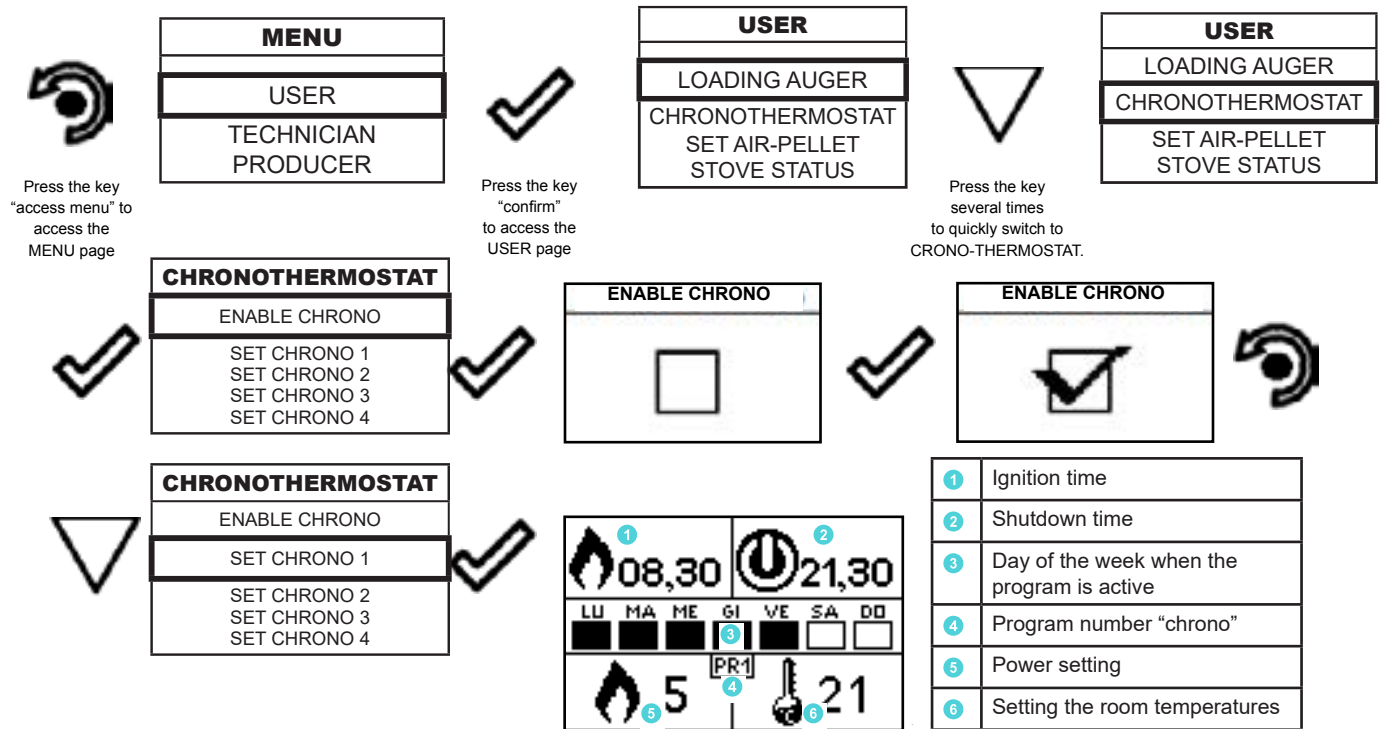 MENU
USER
TECHNICIAN
PRODUCER
Press the key
“access menu” to
access the
MENU page
Press the key
“confirm”
to access the
USER page
USER
LOADING AUGER
CHRONOTHERMOSTAT
SET AIR-PELLET
STOVE STATUS
Press the key
several times
to quickly switch to
CRONO-THERMOSTAT.
USER
LOADING AUGER
CHRONOTHERMOSTAT
SET AIR-PELLET
STOVE STATUS
CHRONOTHERMOSTAT
ENABLE CHRONO
SET CHRONO 1
SET CHRONO 2
SET CHRONO 3
SET CHRONO 4
ENABLE CHRONO
ENABLE CHRONO
CHRONOTHERMOSTAT
ENABLE CHRONO
SET CHRONO 1
SET CHRONO 2
SET CHRONO 3
SET CHRONO 4
1 08,30 2 21,30
LU MA ME GI VE SA DO
3
PR1
4
5 5 6 21
1 Ignition time
2 Shutdown time
3 Day of the week when the
program is active
4 Program number “chrono”
5 Power setting
6 Setting the room temperatures